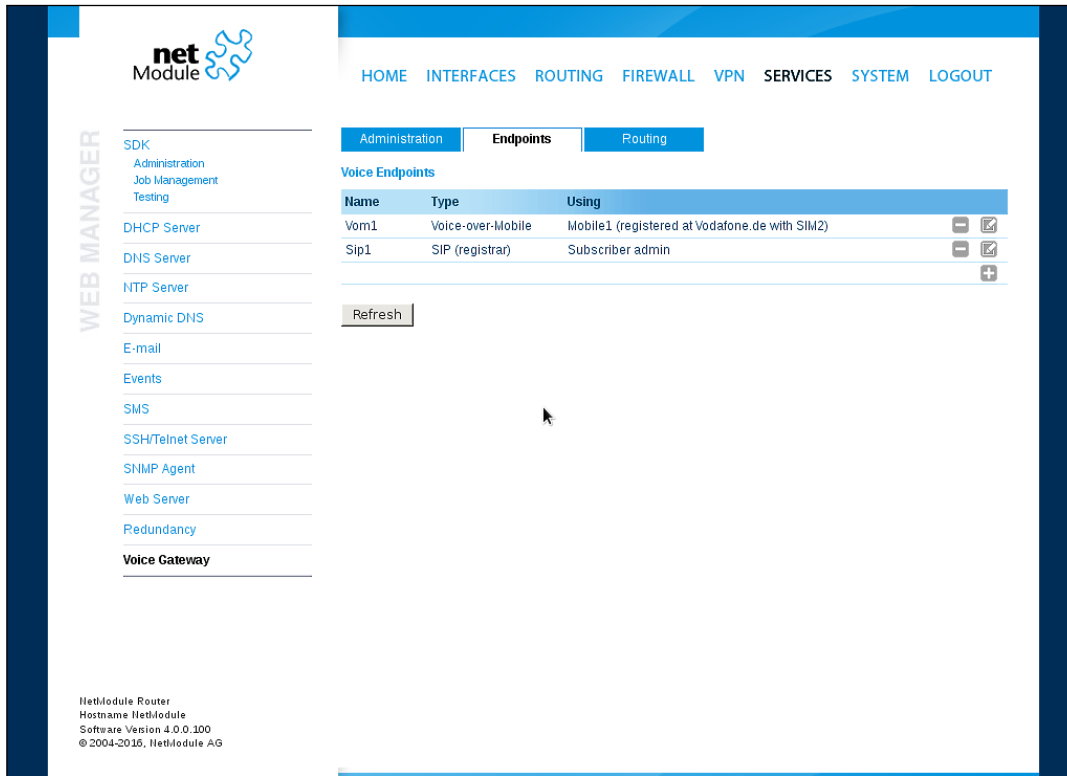 net
Module
HOME INTERFACES ROUTING FIREWALL VPN SERVICES SYSTEM LOGOUT
WEB MANAGER
SDK
Administration
Job Management
Testing
DHCP Server
DNS Server
NTP Server
Dynamic DNS
E-mail
Events
SMS
SSH/Telnet Server
SNMP Agent
Web Server
Redundancy
Voice Gateway
Administration Endpoints Routing
Voice Endpoints
Name Type Using
Vom1 Voice-over-Mobile Mobile1 (registered at Vodafone.de with SIM2)
Sip1 SIP (registrar) Subscriber admin
Refresh
NetModule Router
Hostname NetModule
Software Version 4.0.0.100
© 2004-2016, NetModule AG